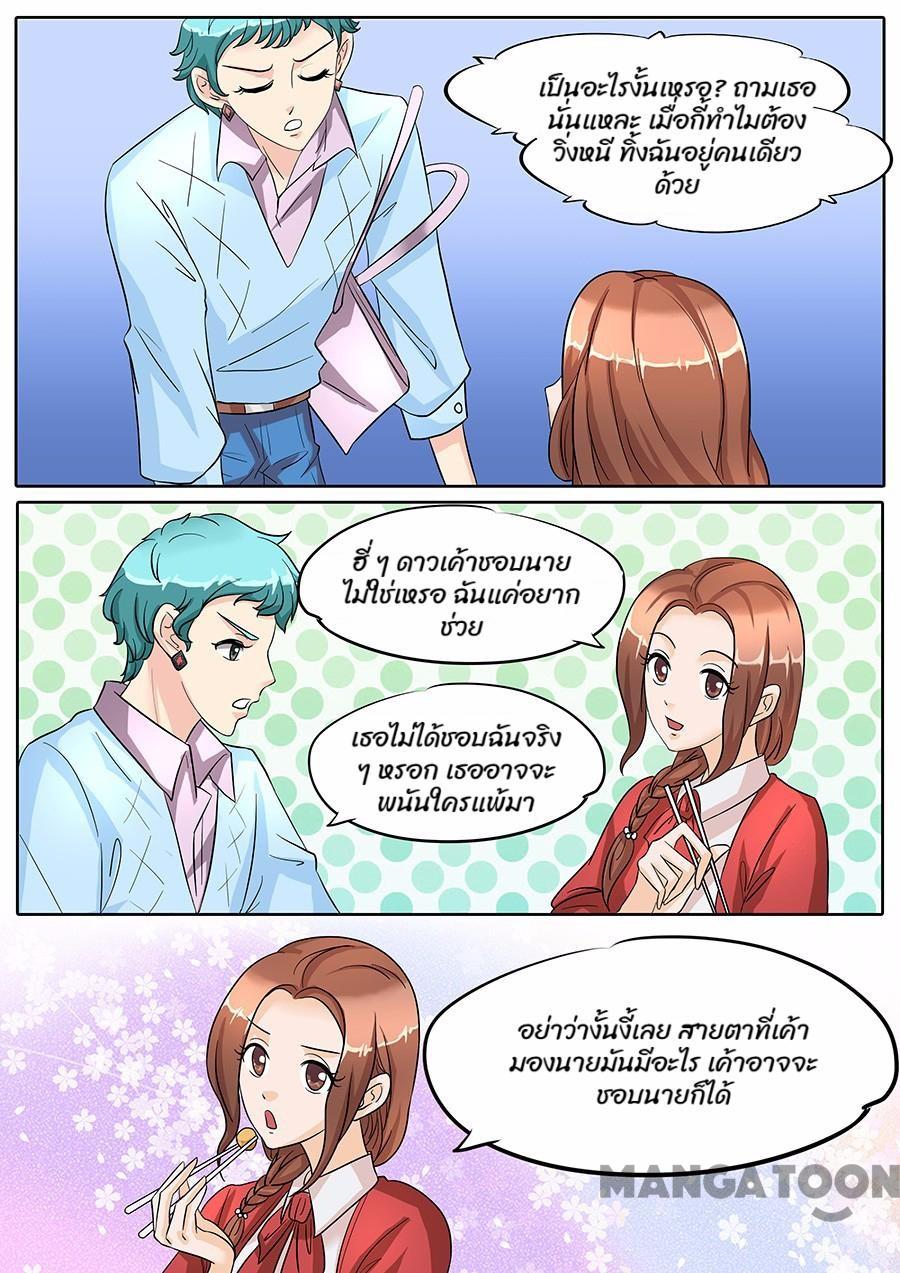 เป็นอะไรงั้นเหรอ? ถามเธอ
นั่นแหละ เมื่อกี้ทำไมต้อง
วิ่งหนี ทิ้งฉันอยู่คนเดียว
ด้วย
ฮี่ ๆ ดาวเค้าชอบนาย
ไม่ใช่เหรอ ฉันแค่อยาก
ช่วย
เธอไม่ได้ชอบฉันจริง
ๆ หรอก เธออาจจะ
พนันใครแพ้มา
อย่าว่างั้นงี้เลย สายตาที่เค้า
มองนายมันมีอะไร เค้าอาจจะ
ชอบนายก็ได้
MANGATOON